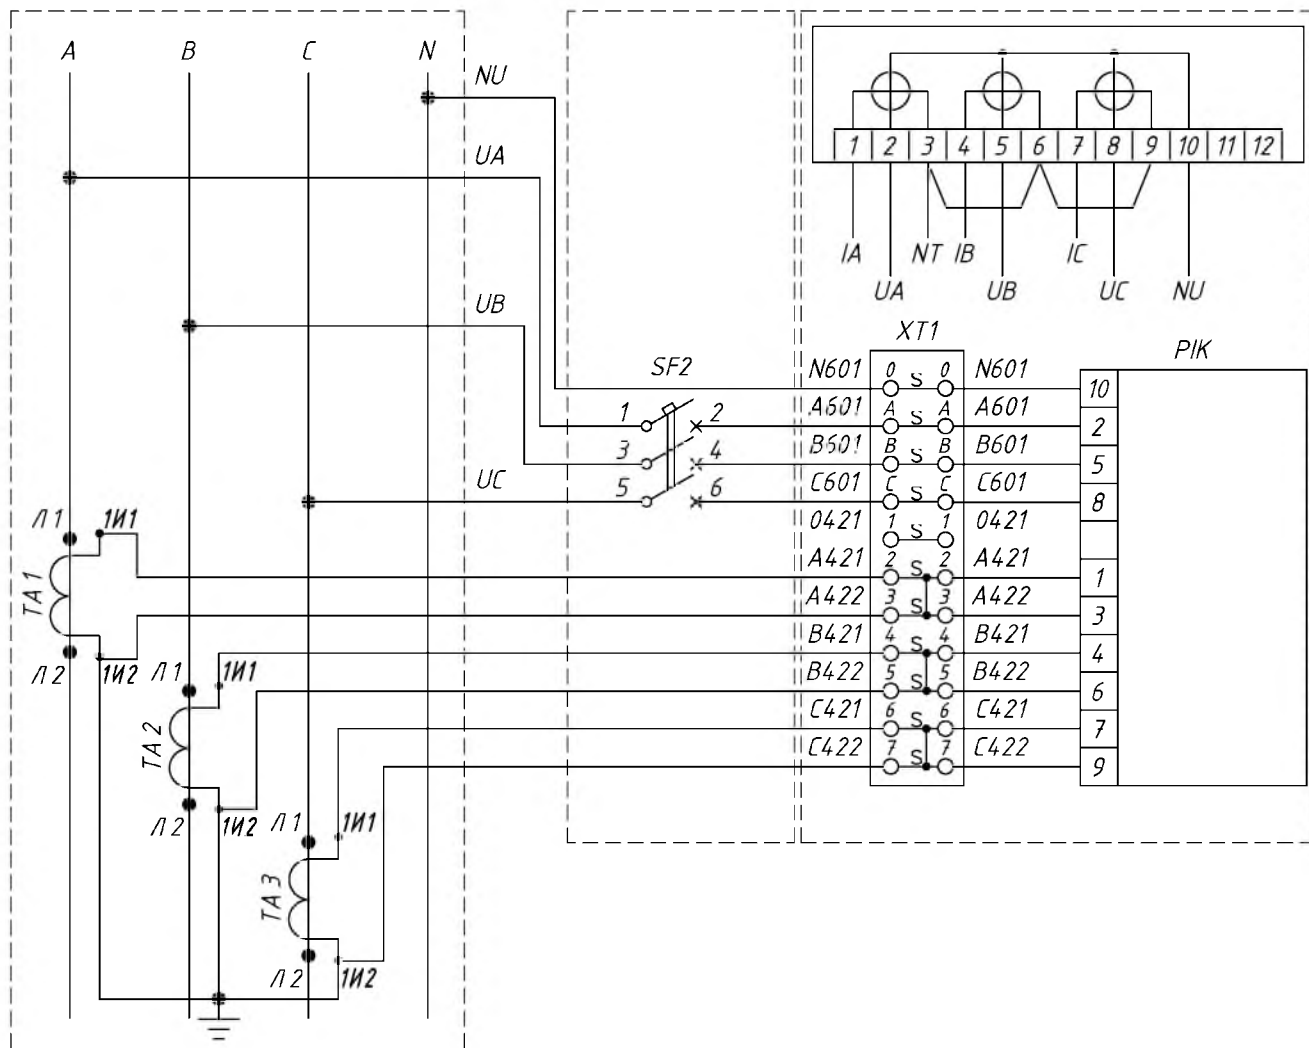 A B C N
NU
UA
UB
UC
SF2
1 2
3 4
5 6
1 2 3 4 5 6 7 8 9 10 11 12
IA NT IB IC
UA UB UC NU
XT1
PIK
N601 0 S 0 N601 10
A601 A S A A601 2
B601 B S B B601 5
C601 C S C C601 8
0421 1 S 1 0421
A421 2 S 2 A421 1
A422 3 S 3 A422 3
B421 4 S 4 B421 4
B422 5 S 5 B422 6
C421 6 S 6 C421 7
C422 7 S 7 C422 9
Л1 1И1
TA1
Л2 1И2
Л1 1И1
TA2
Л2 1И2
Л1 1И1
TA3
Л2 1И2